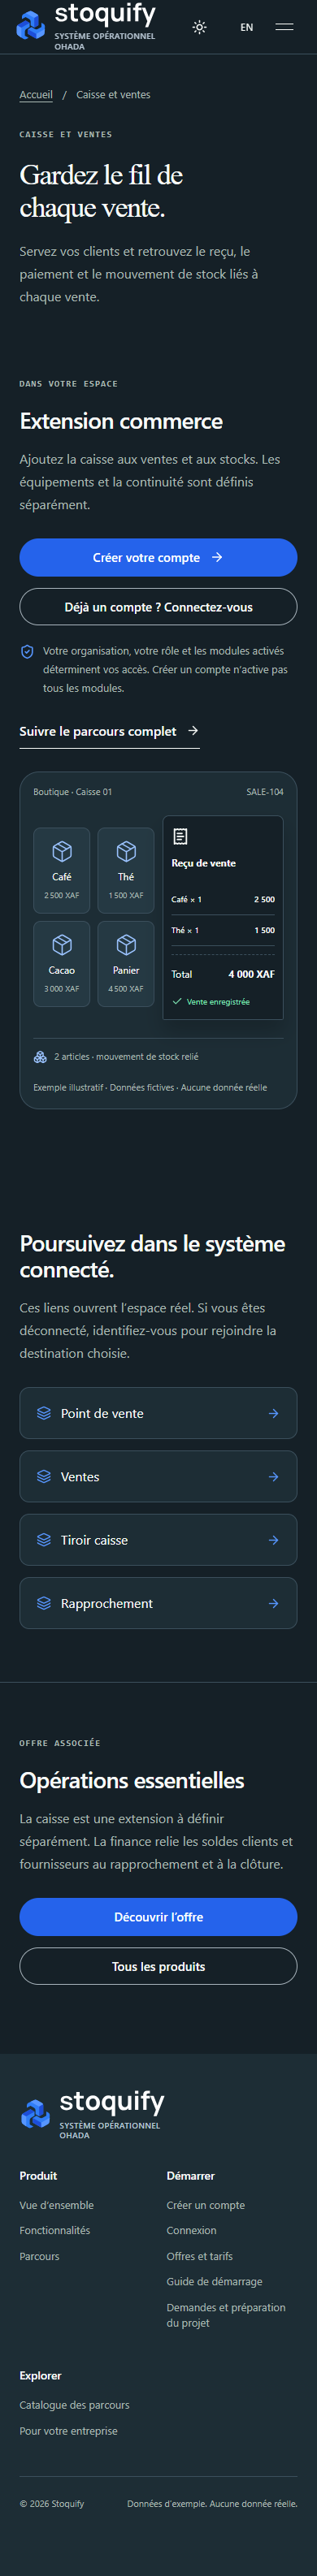 stoquify
SYSTÈME OPÉRATIONNEL
OHADA
EN
Accueil / Caisse et ventes
CAISSE ET VENTES
Gardez le fil de
chaque vente.
Servez vos clients et retrouvez le reçu, le
paiement et le mouvement de stock liés à
chaque vente.
DANS VOTRE ESPACE
Extension commerce
Ajoutez la caisse aux ventes et aux stocks. Les
équipements et la continuité sont définis
séparément.
Créer votre compte
Déjà un compte ? Connectez-vous
Votre organisation, votre rôle et les modules activés
déterminent vos accès. Créer un compte n’active pas
tous les modules.
Suivre le parcours complet
Boutique · Caisse 01
SALE-104
Café
2 500 XAF
Thé
1 500 XAF
Cacao
3 000 XAF
Panier
4 500 XAF
Reçu de vente
Café × 1 2 500
Thé × 1 1 500
Total 4 000 XAF
Vente enregistrée
2 articles · mouvement de stock relié
Exemple illustratif · Données fictives · Aucune donnée réelle
Poursuivez dans le système
connecté.
Ces liens ouvrent l’espace réel. Si vous êtes
déconnecté, identifiez-vous pour rejoindre la
destination choisie.
Point de vente
Ventes
Tiroir caisse
Rapprochement
OFFRE ASSOCIÉE
Opérations essentielles
La caisse est une extension à définir
séparément. La finance relie les soldes clients et
fournisseurs au rapprochement et à la clôture.
Découvrir l’offre
Tous les produits
stoquify
SYSTÈME OPÉRATIONNEL
OHADA
Produit
Vue d’ensemble
Fonctionnalités
Parcours
Démarrer
Créer un compte
Connexion
Offres et tarifs
Guide de démarrage
Demandes et préparation
du projet
Explorer
Catalogue des parcours
Pour votre entreprise
© 2026 Stoquify
Données d’exemple. Aucune donnée réelle.